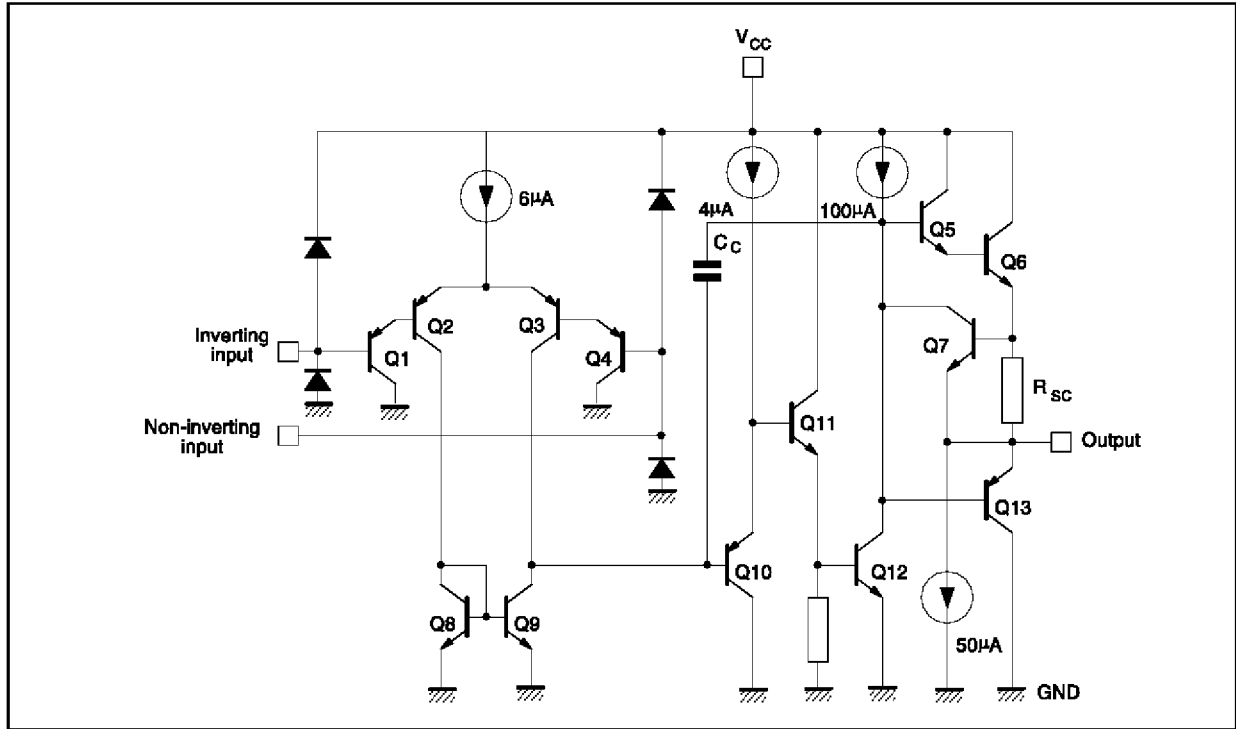 VCC
6µA
4µA
100µA
CC
Q5
Q6
Q2
Q3
Inverting
input
Q1
Q4
Q7
RSC
Non-inverting
input
Q11
Output
Q13
Q10
Q12
Q8
Q9
50µA
GND